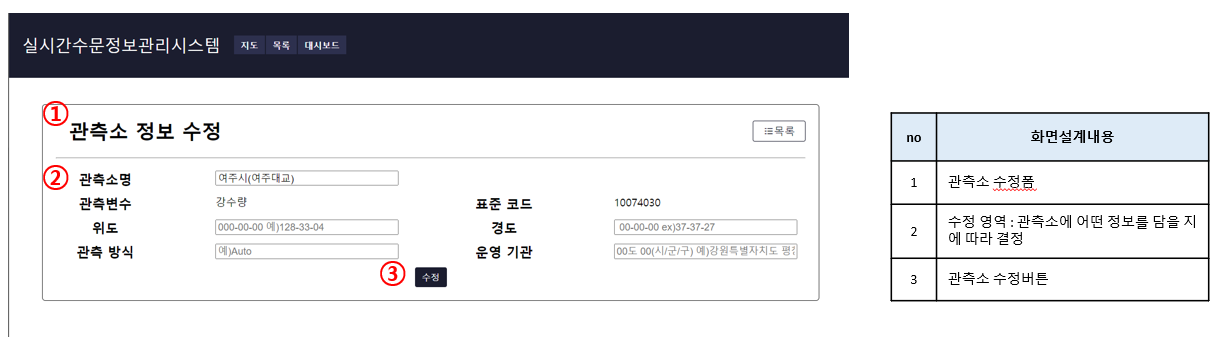 실시간수문정보관리시스템 지도 목록 대시보드
①
관측소 정보 수정 목록
② 관측소명 여주시(여주대교)
관측변수 강수량 표준 코드 10074030
위도 000-00-00 예)128-33-04 경도 00-00-00 ex)37-37-27
관측 방식 예)Auto 운영 기관 00도 00(시/군/구) 예)강원특별자치도
③ 수정
no 화면설계내용
1 관측소 수정폼
2 수정 영역 : 관측소에 어떤 정보를 담을 지
에 따라 결정
3 관측소 수정버튼